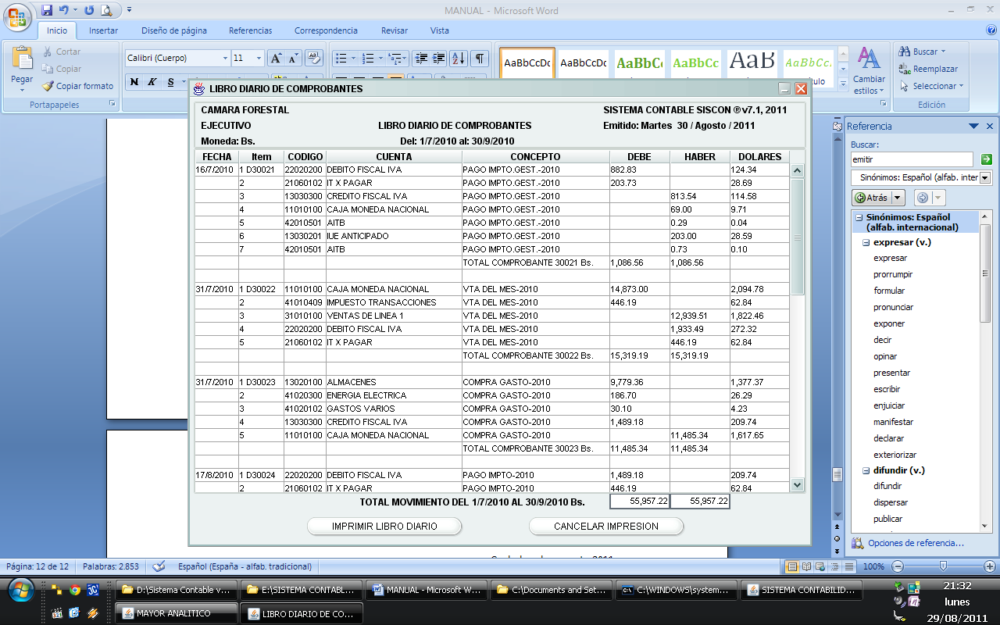 MANUAL - Microsoft Word
Inicio Insertar Diseño de página Referencias Correspondencia Revisar Vista
Pegar
Cortar
Copiar
Copiar formato
Portapapeles
Calibri (Cuerpo) 11
N K S
AaBbCcDc AaBbCcDc AaBbC AaBbCc AaB AaBbCc.
Cambiar estilos
Buscar
Reemplazar
Seleccionar
Edición
LIBRO DIARIO DE COMPROBANTES
CAMARA FORESTAL SISTEMA CONTABLE SISCON ® v7.1, 2011
EJECUTIVO LIBRO DIARIO DE COMPROBANTES Emitido: Martes 30 / Agosto / 2011
Moneda: Bs. Del: 1/7/2010 al: 30/9/2010
FECHA Item CODIGO CUENTA CONCEPTO DEBE HABER DOLARES
16/7/2010 1 D30021 22020200 DEBITO FISCAL IVA PAGO IMPTO.GEST.-2010 882.83 124.34
2 21060102 IT X PAGAR PAGO IMPTO.GEST.-2010 203.73 28.69
3 13030300 CREDITO FISCAL IVA PAGO IMPTO.GEST.-2010 813.54 114.58
4 11010100 CAJA MONEDA NACIONAL PAGO IMPTO.GEST.-2010 69.00 9.71
5 42010501 AITB PAGO IMPTO.GEST.-2010 0.29 0.04
6 13030201 IUE ANTICIPADO PAGO IMPTO.GEST.-2010 203.00 28.59
7 42010501 AITB PAGO IMPTO.GEST.-2010 0.73 0.10
TOTAL COMPROBANTE 30021 Bs. 1,086.56 1,086.56
31/7/2010 1 D30022 11010100 CAJA MONEDA NACIONAL VTA DEL MES-2010 14,873.00 2,094.78
2 41010409 IMPUESTO TRANSACCIONES VTA DEL MES-2010 446.19 62.84
3 31010100 VENTAS DE LINEA 1 VTA DEL MES-2010 12,939.51 1,822.46
4 22020200 DEBITO FISCAL IVA VTA DEL MES-2010 1,933.49 272.32
5 21060102 IT X PAGAR VTA DEL MES-2010 446.19 62.84
TOTAL COMPROBANTE 30022 Bs. 15,319.19 15,319.19
31/7/2010 1 D30023 13020100 ALMACENES COMPRA GASTO-2010 9,779.36 1,377.37
2 41020300 ENERGIA ELECTRICA COMPRA GASTO-2010 186.70 26.29
3 41020102 GASTOS VARIOS COMPRA GASTO-2010 30.10 4.23
4 13030300 CREDITO FISCAL IVA COMPRA GASTO-2010 1,489.18 209.74
5 11010100 CAJA MONEDA NACIONAL COMPRA GASTO-2010 11,485.34 1,617.65
TOTAL COMPROBANTE 30023 Bs. 11,485.34 11,485.34
17/8/2010 1 D30024 22020200 DEBITO FISCAL IVA PAGO IMPTO-2010 1,489.18 209.74
2 21060102 IT X PAGAR PAGO IMPTO-2010 446.19 62.84
TOTAL MOVIMIENTO DEL 1/7/2010 AL 30/9/2010 Bs. 55,957.22 55,957.22
IMPRIMIR LIBRO DIARIO CANCELAR IMPRESION
Referencia
Buscar:
emitir
Sinónimos: Español (alfab. inter
Atrás
Sinónimos: Español
(alfab. internacional)
expresar (v.)
expresar
prorrumpir
formular
pronunciar
exponer
decir
opinar
presentar
escribir
enjuiciar
manifestar
declarar
exteriorizar
difundir (v.)
difundir
dispersar
publicar
Opciones de referencia...
Página: 12 de 12 Palabras: 2.853 Español (España - alfab. tradicional) 100%
D:\Sistema Contable v... E:\SISTEMA CONTABL... MANUAL - Microsoft W... C:\Documents and Set... C:\WINDOWS\system... SISTEMA CONTABILID...
MAYOR ANALITICO LIBRO DIARIO DE CO...
21:32
lunes
29/08/2011